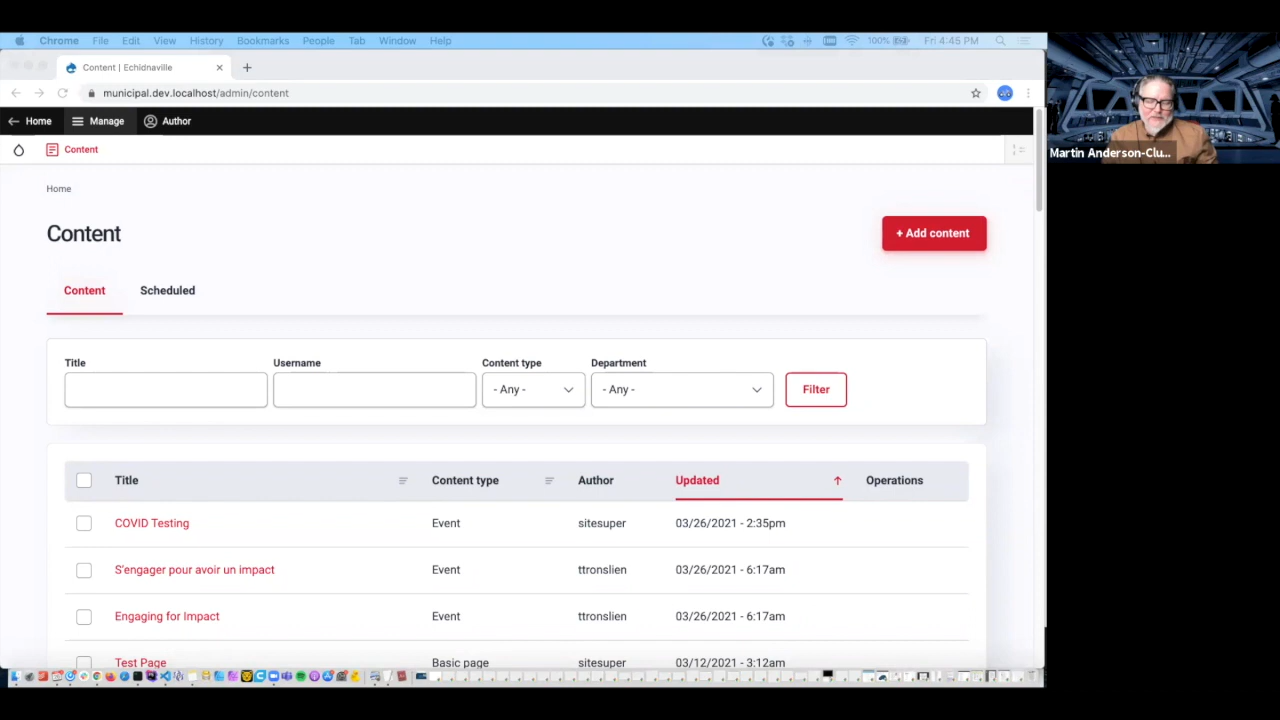 Chrome File Edit View History Bookmarks People Tab Window Help 100% Fri 4:45 PM
Content | Echidnaville
municipal.dev.localhost/admin/content
Home Manage Author
Content
Martin Anderson-Clu...
Home
Content
+ Add content
Content Scheduled
Title Username Content type Department
- Any - - Any - Filter
Title Content type Author Updated Operations
COVID Testing Event sitesuper 03/26/2021 - 2:35pm
S'engager pour avoir un impact Event ttronslien 03/26/2021 - 6:17am
Engaging for Impact Event ttronslien 03/26/2021 - 6:17am
Test Page Basic page sitesuper 03/12/2021 - 3:12am